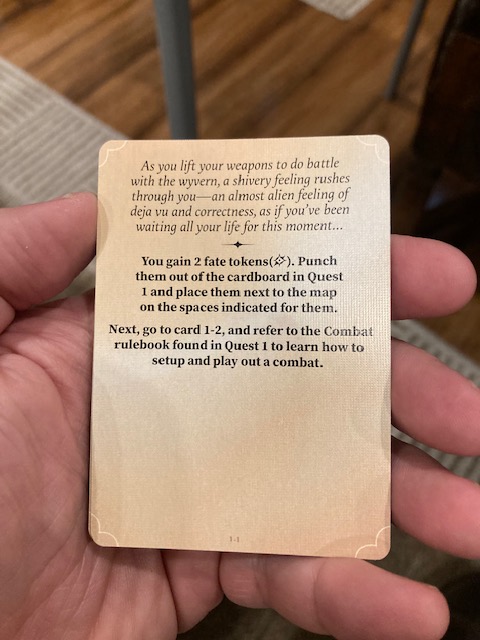 As you lift your weapons to do battle
with the wyvern, a shivery feeling rushes
through you—an almost alien feeling of
deja vu and correctness, as if you've been
waiting all your life for this moment...
You gain 2 fate tokens( ). Punch
them out of the cardboard in Quest
1 and place them next to the map
on the spaces indicated for them.
Next, go to card 1-2, and refer to the Combat
rulebook found in Quest 1 to learn how to
setup and play out a combat.
1-1